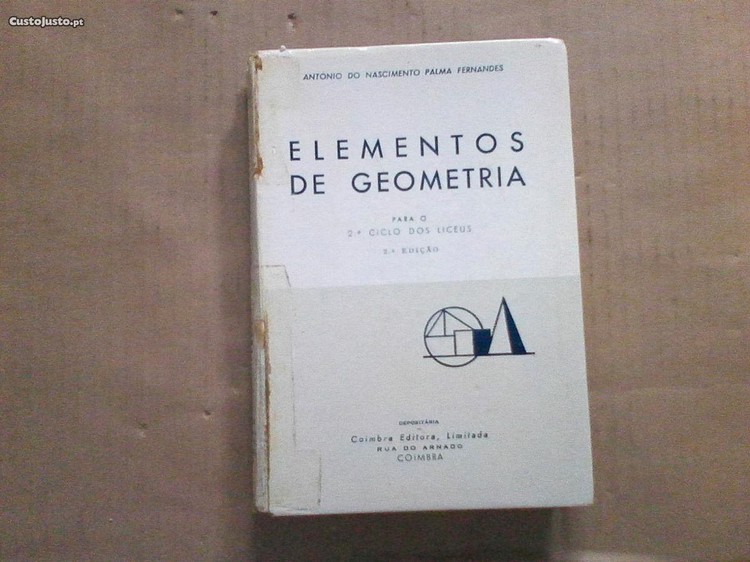 CustoJusto.pt
ANTÓNIO DO NASCIMENTO PALMA FERNANDES
ELEMENTOS
DE GEOMETRIA
PARA O
2.º CICLO DOS LICEUS
2.ª EDIÇÃO
DEPOSITÁRIA
Coimbra Editora, Limitada
RUA DO ARNADO
COIMBRA